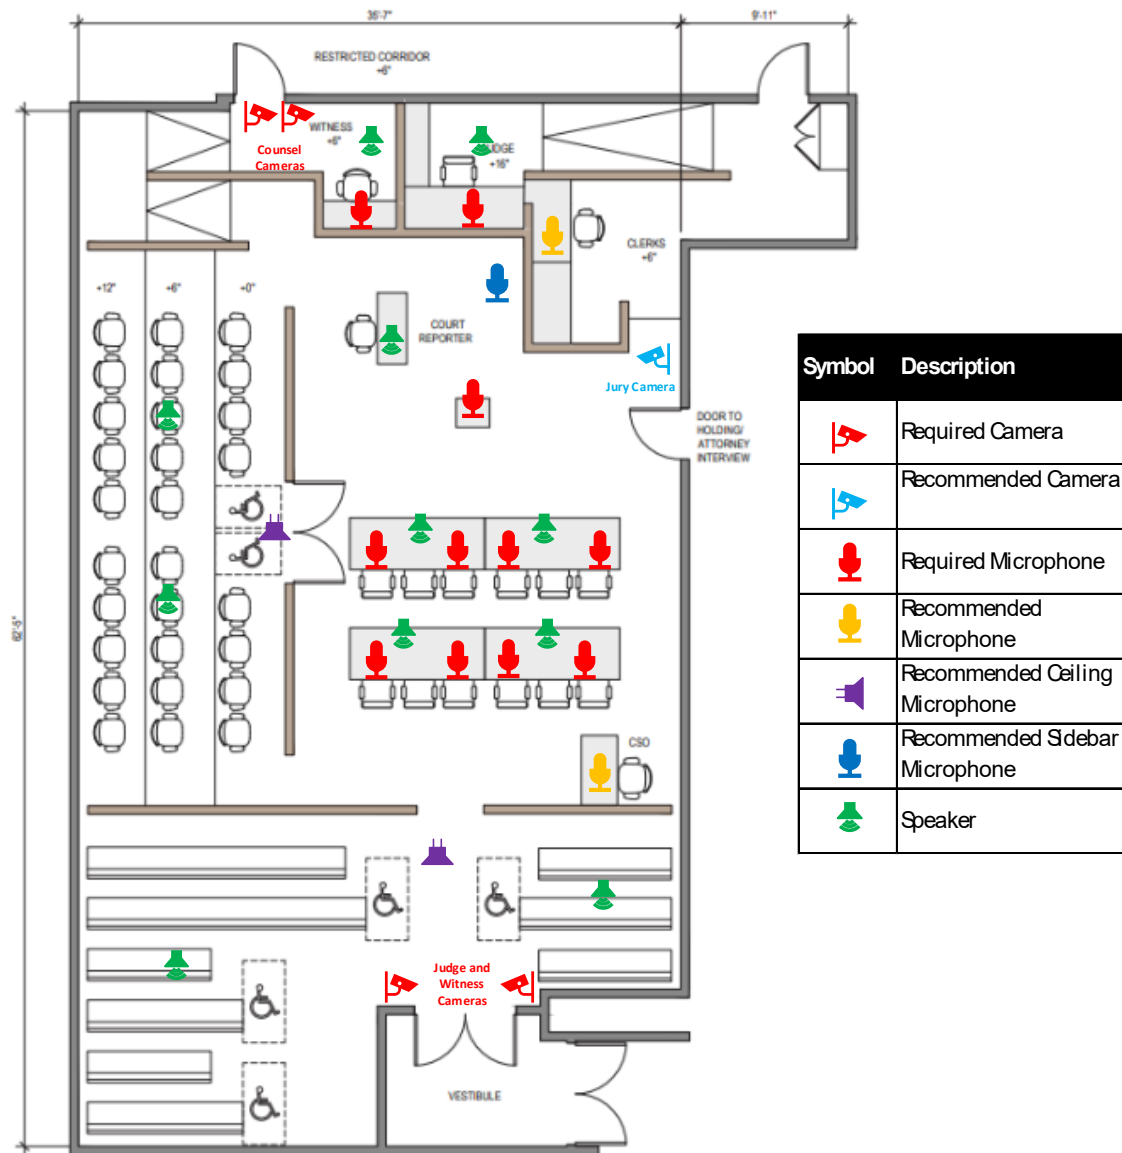 35'-7"
9'-11"
RESTRICTED CORRIDOR
+6"
WITNESS
+6"
Counsel
Cameras
+16"
CLERKS
+6"
+12"
+6"
+0"
COURT
REPORTER
Jury Camera
DOOR TO
HOLDING/
ATTORNEY
INTERVIEW
62'-5"
CSO
Judge and
Witness
Cameras
VESTIBULE
Symbol Description
Required Camera
Recommended Camera
Required Microphone
Recommended
Microphone
Recommended Ceiling
Microphone
Recommended Sidebar
Microphone
Speaker